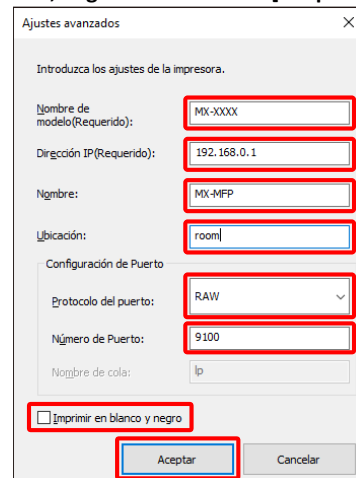 Ajustes avanzados
Introduzca los ajustes de la impresora.
Nombre de
modelo(Requerido):
MX-XXXX
Dirección IP(Requerido):
192.168.0.1
Nombre:
MX-MFP
Ubicación:
room
Configuración de Puerto
Protocolo del puerto:
RAW
Número de Puerto:
9100
Nombre de cola:
lp
Imprimir en blanco y negro
Aceptar
Cancelar